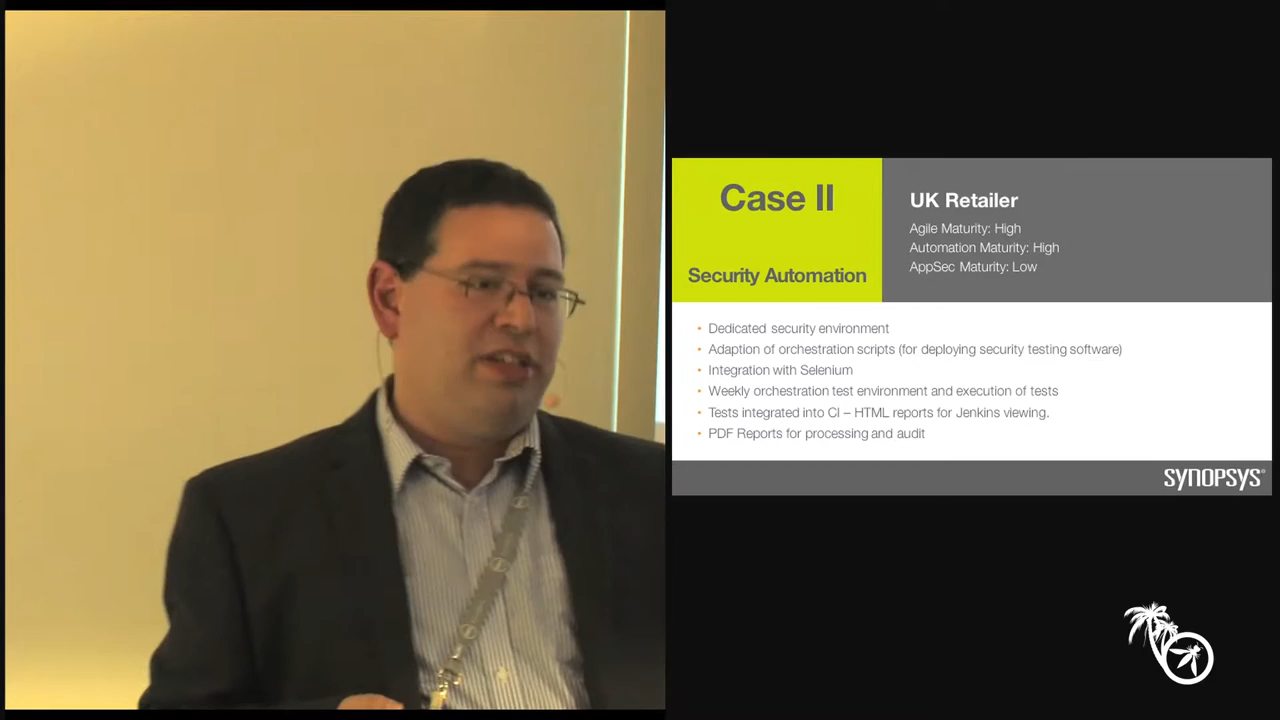 Case II
Security Automation
UK Retailer
Agile Maturity: High
Automation Maturity: High
AppSec Maturity: Low
• Dedicated security environment
• Adaption of orchestration scripts (for deploying security testing software)
• Integration with Selenium
• Weekly orchestration test environment and execution of tests
• Tests integrated into CI – HTML reports for Jenkins viewing.
• PDF Reports for processing and audit
SYNOPSYS®